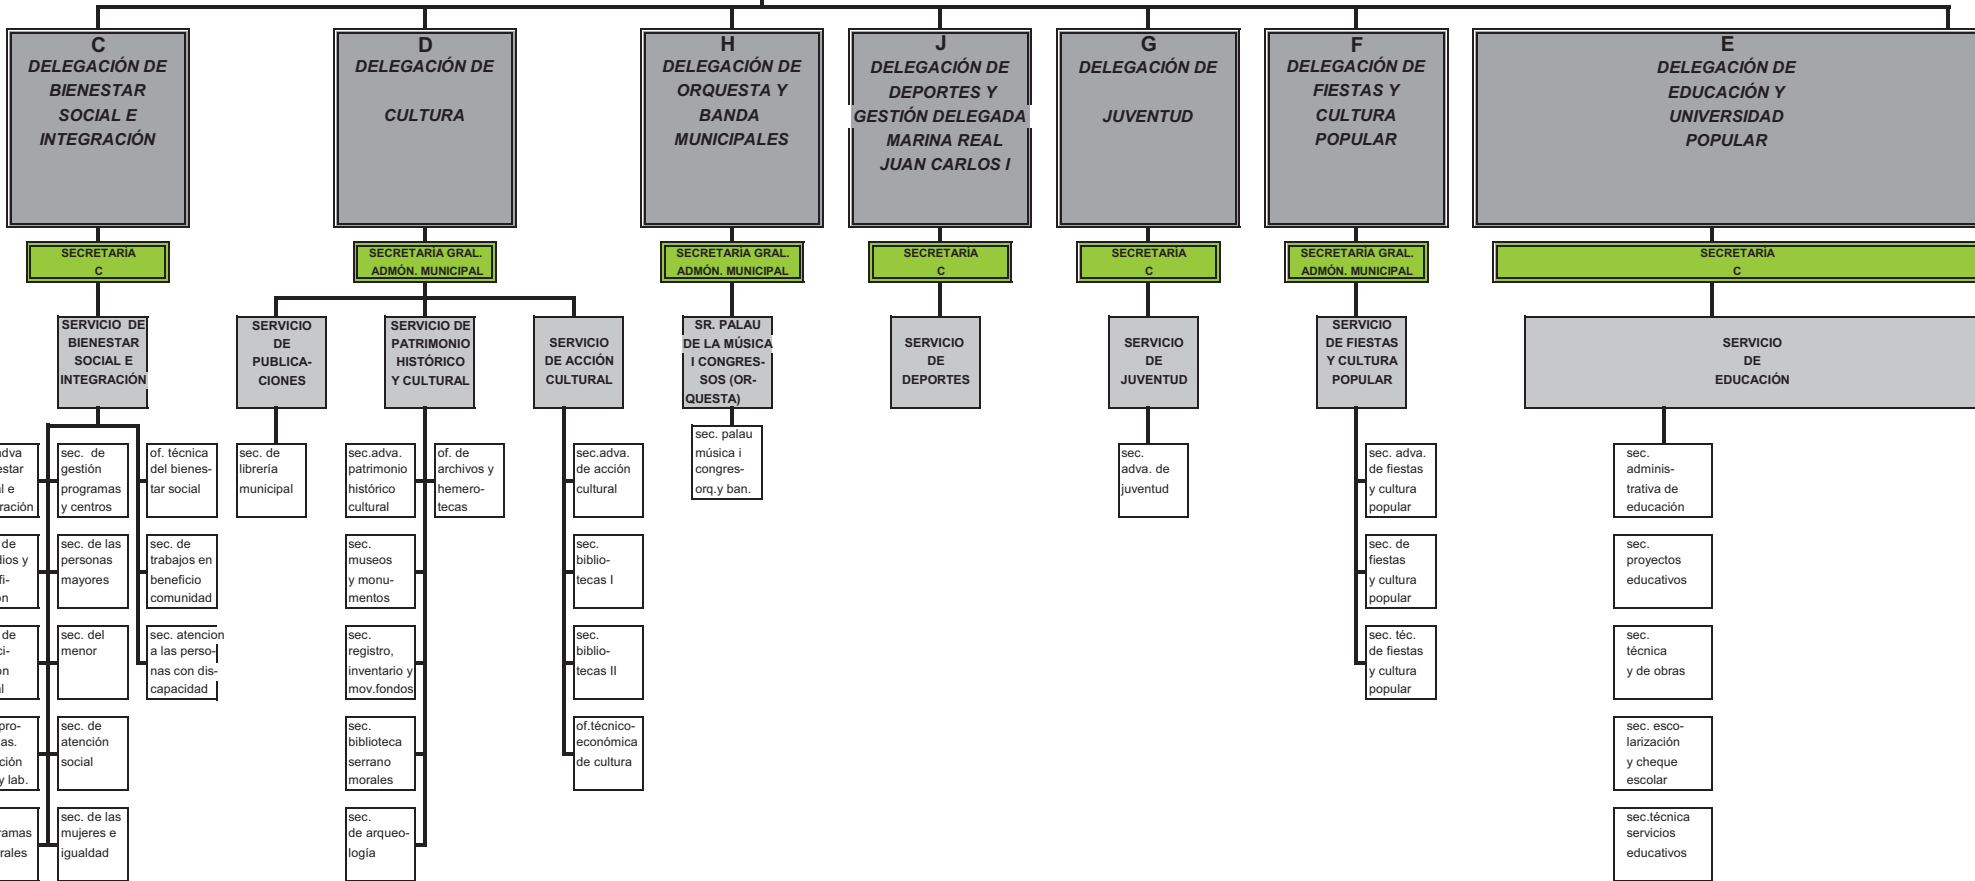 C
DELEGACIÓN DE
BIENESTAR
SOCIAL E
INTEGRACIÓN
D
DELEGACIÓN DE
CULTURA
H
DELEGACIÓN DE
ORQUESTA Y
BANDA
MUNICIPALES
J
DELEGACIÓN DE
DEPORTES Y
GESTIÓN DELEGADA
MARINA REAL
JUAN CARLOS I
G
DELEGACIÓN DE
JUVENTUD
F
DELEGACIÓN DE
FIESTAS Y
CULTURA
POPULAR
E
DELEGACIÓN DE
EDUCACIÓN Y
UNIVERSIDAD
POPULAR
SECRETARÍA
C
SECRETARÍA GRAL.
ADMÓN. MUNICIPAL
SECRETARÍA GRAL.
ADMÓN. MUNICIPAL
SECRETARÍA
C
SECRETARÍA
C
SECRETARÍA GRAL.
ADMÓN. MUNICIPAL
SECRETARÍA
C
SERVICIO DE
BIENESTAR
SOCIAL E
INTEGRACIÓN
SERVICIO
DE
PUBLICA-
CIONES
SERVICIO DE
PATRIMONIO
HISTÓRICO
Y CULTURAL
SERVICIO
DE ACCIÓN
CULTURAL
SR. PALAU
DE LA MÚSICA
I CONGRES-
SOS (OR-
QUESTA)
SERVICIO
DE
DEPORTES
SERVICIO
DE
JUVENTUD
SERVICIO
DE FIESTAS
Y CULTURA
POPULAR
SERVICIO
DE
EDUCACIÓN
sec. de
gestión
programas
y centros
of. técnica
del bienes-
tar social
sec. de
librería
municipal
sec.adva.
patrimonio
histórico
cultural
of. de
archivos y
hemero-
tecas
sec.adva.
de acción
cultural
sec. palau
música i
congres-
orq.y ban.
sec.
adva. de
juventud
sec. adva.
de fiestas
y cultura
popular
sec.
adminis-
trativa de
educación
de
sec. de las
personas
mayores
sec. de
trabajos en
beneficio
comunidad
sec.
museos
y monu-
mentos
sec.
biblio-
tecas I
sec. de
fiestas
y cultura
popular
sec.
proyectos
educativos
de
sec. del
menor
sec. atencion
a las perso-
nas con dis-
capacidad
sec.
registro,
inventario y
mov.fondos
sec.
biblio-
tecas II
sec. téc.
de fiestas
y cultura
popular
sec.
técnica
y de obras
y lab.
sec. de
atención
social
sec.
biblioteca
serrano
morales
of.técnico-
económica
de cultura
sec. esco-
larización
y cheque
escolar
sec. de las
mujeres e
igualdad
sec.
de arqueo-
logía
sec.técnica
servicios
educativos